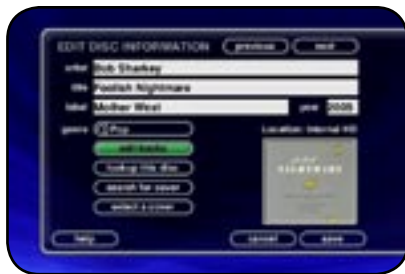 EDIT DISC INFORMATION previous next
artist Bob Sharkey
title Foolish Nightmare
label Mother West year 2005
genre Pop
edit tracks Location: Internal HD
lookup this disc
search for cover
select a cover
NIGHTMARE
help cancel save